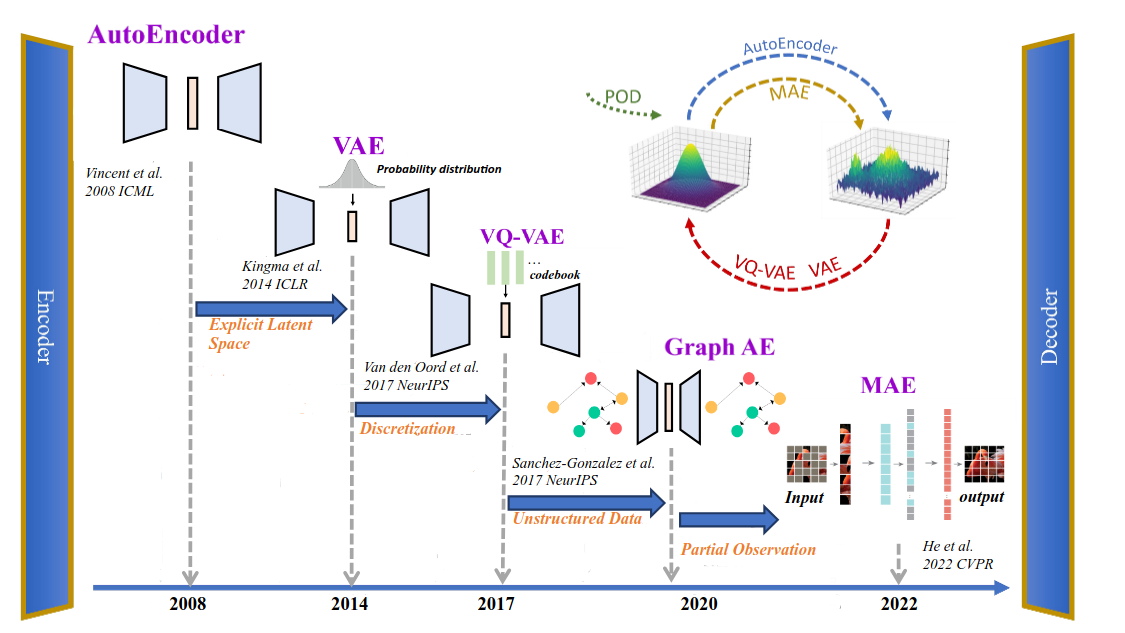 AutoEncoder
Vincent et al.
2008 ICML
VAE
Probability distribution
Kingma et al.
2014 ICLR
Explicit Latent
Space
VQ-VAE
...
codebook
Van den Oord et al.
2017 NeurIPS
Discretization
Graph AE
Sanchez-Gonzalez et al.
2017 NeurIPS
Unstructured Data
Partial Observation
MAE
Input
output
He et al.
2022 CVPR
POD
AutoEncoder
MAE
VQ-VAE VAE
Encoder
Decoder
2008
2014
2017
2020
2022